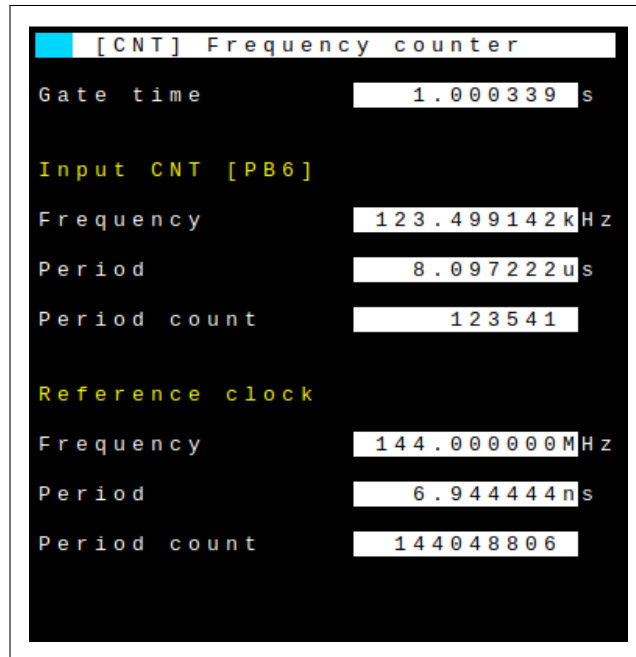 [CNT] Frequency counter
Gate time 1.000339 s
Input CNT [PB6]
Frequency 123.499142kHz
Period 8.097222us
Period count 123541
Reference clock
Frequency 144.000000MHz
Period 6.944444ns
Period count 144048806